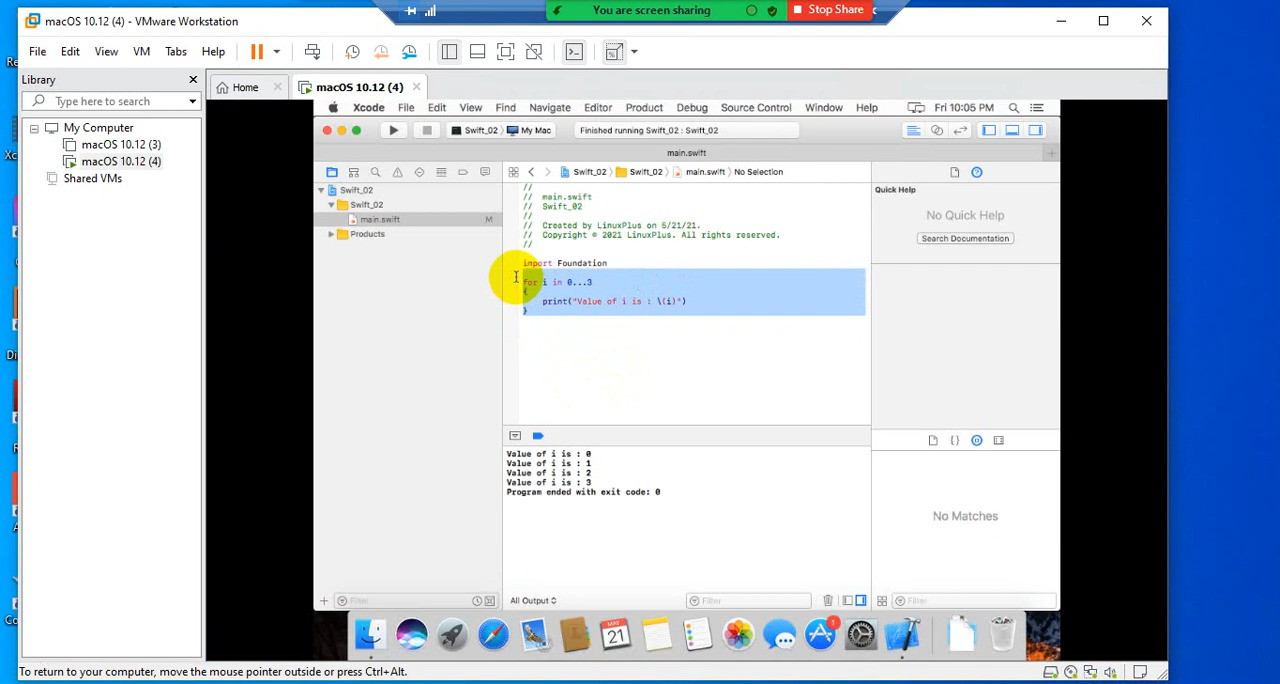 macOS 10.12 (4) - VMware Workstation
You are screen sharing
Stop Share
File Edit View VM Tabs Help
Library
Type here to search
My Computer
macOS 10.12 (3)
macOS 10.12 (4)
Shared VMs
Home
macOS 10.12 (4)
Xcode File Edit View Find Navigate Editor Product Debug Source Control Window Help Fri 10:05 PM
Swift_02 My Mac
Finished running Swift_02 : Swift_02
main.swift
Swift_02
Swift_02
main.swift M
Products
Swift_02 Swift_02 main.swift No Selection
//
// main.swift
// Swift_02
//
// Created by LinuxPlus on 5/21/21.
// Copyright © 2021 LinuxPlus. All rights reserved.
//
import Foundation
for i in 0...3
{
print("Value of i is : \(i)")
}
Quick Help
No Quick Help
Search Documentation
No Matches
Value of i is : 0
Value of i is : 1
Value of i is : 2
Value of i is : 3
Program ended with exit code: 0
Filter
All Output
Filter
Filter
MAY
21
1
To return to your computer, move the mouse pointer outside or press Ctrl+Alt.